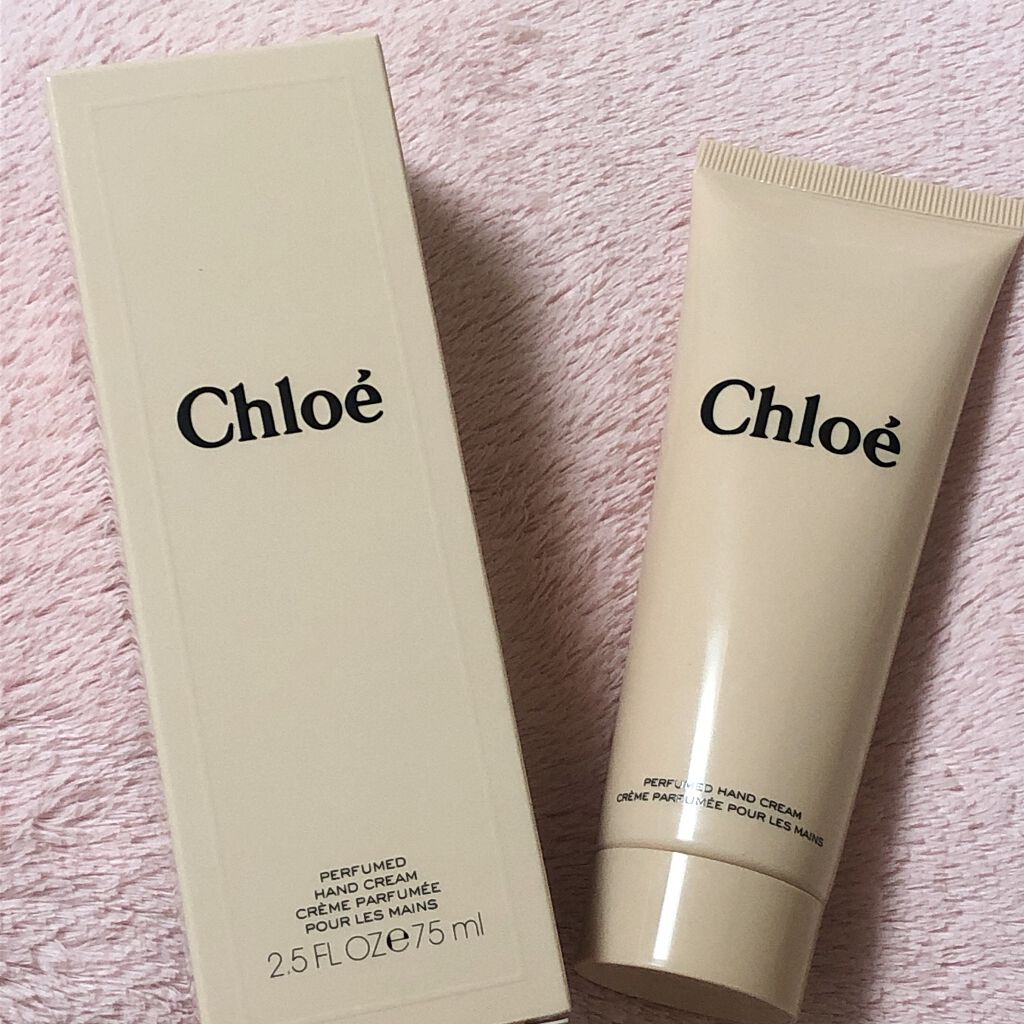 Chloé
PERFUMED
HAND CREAM
CRÈME PARFUMÉE
POUR LES MAINS
2.5 FL OZ e 75 ml
Chloé
PERFUMED HAND CREAM
CRÈME PARFUMÉE POUR LES MAINS